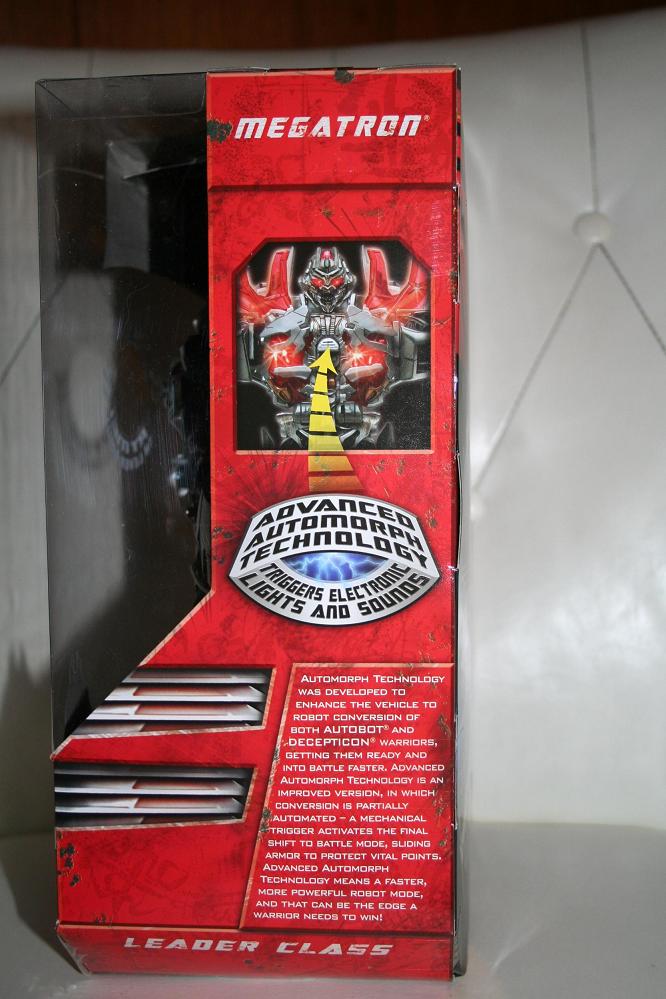 MEGATRON®
ADVANCED
AUTOMORPH
TECHNOLOGY
TRIGGERS ELECTRONIC
LIGHTS AND SOUNDS
AUTOMORPH TECHNOLOGY
WAS DEVELOPED TO
ENHANCE THE VEHICLE TO
ROBOT CONVERSION OF
BOTH AUTOBOT® AND
DECEPTICON® WARRIORS,
GETTING THEM READY AND
INTO BATTLE FASTER. ADVANCED
AUTOMORPH TECHNOLOGY IS AN
IMPROVED VERSION, IN WHICH
CONVERSION IS PARTIALLY
AUTOMATED – A MECHANICAL
TRIGGER ACTIVATES THE FINAL
SHIFT TO BATTLE MODE, SLIDING
ARMOR TO PROTECT VITAL POINTS.
ADVANCED AUTOMORPH
TECHNOLOGY MEANS A FASTER,
MORE POWERFUL ROBOT MODE,
AND THAT CAN BE THE EDGE A
WARRIOR NEEDS TO WIN!
LEADER CLASS